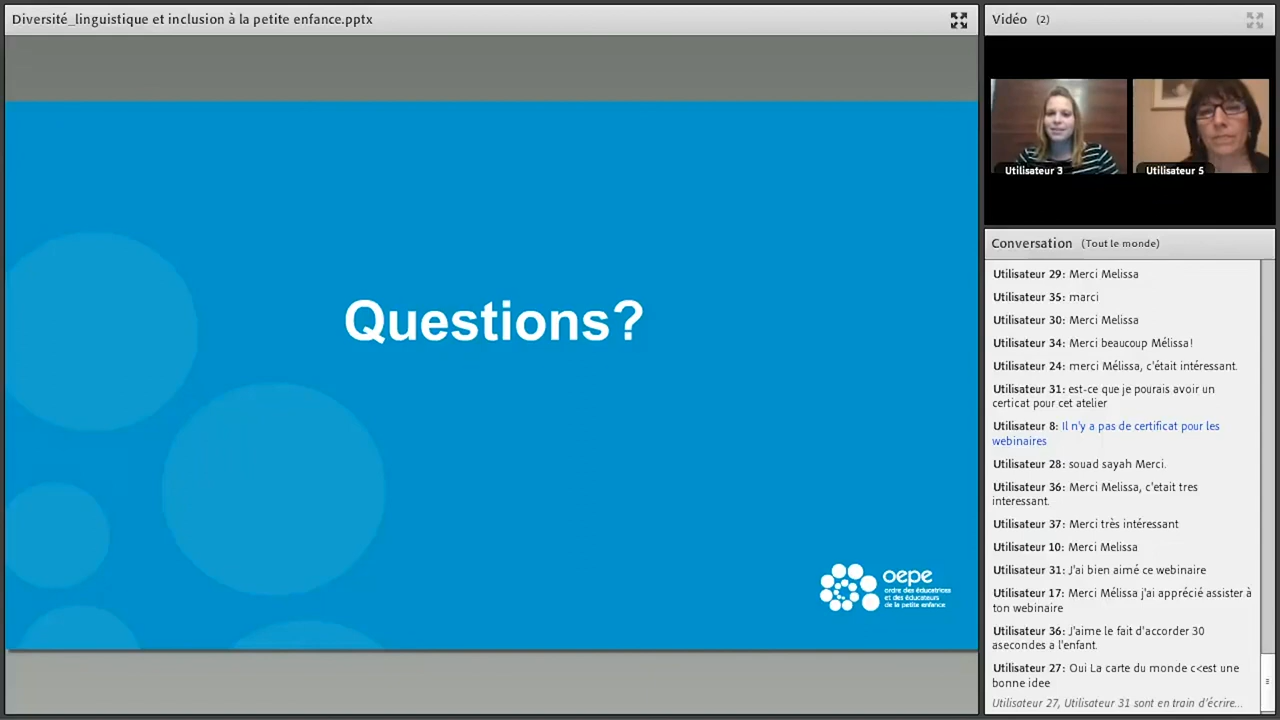 Diversité_linguistique et inclusion à la petite enfance.pptx
Questions?
oepe
ordre des éducatrices
et des éducateurs
de la petite enfance
Vidéo (2)
Utilisateur 3
Utilisateur 5
Conversation (Tout le monde)
Utilisateur 29: Merci Melissa
Utilisateur 35: marci
Utilisateur 30: Merci Melissa
Utilisateur 34: Merci beaucoup Mélissa!
Utilisateur 24: merci Mélissa, c'était intéressant.
Utilisateur 31: est-ce que je pourais avoir un
certicat pour cet atelier
Utilisateur 8: Il n'y a pas de certificat pour les
webinaires
Utilisateur 28: souad sayah Merci.
Utilisateur 36: Merci Melissa, c'etait tres
interessant.
Utilisateur 37: Merci très intéressant
Utilisateur 10: Merci Melissa
Utilisateur 31: J'ai bien aimé ce webinaire
Utilisateur 17: Merci Mélissa j'ai apprécié assister à
ton webinaire
Utilisateur 36: J'aime le fait d'accorder 30
asecondes a l'enfant.
Utilisateur 27: Oui La carte du monde c<est une
bonne idee
Utilisateur 27, Utilisateur 31 sont en train d'écrire...